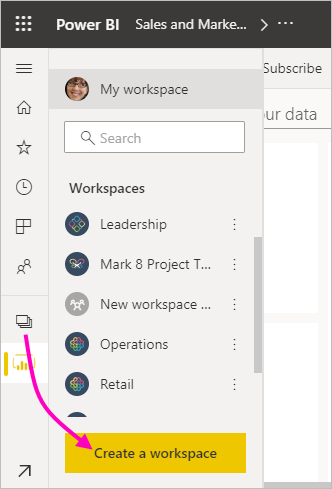 Power BI Sales and Marke...
Subscribe
My workspace
our data
Search
Workspaces
Leadership
Mark 8 Project T...
New workspace ...
Operations
Retail
Create a workspace